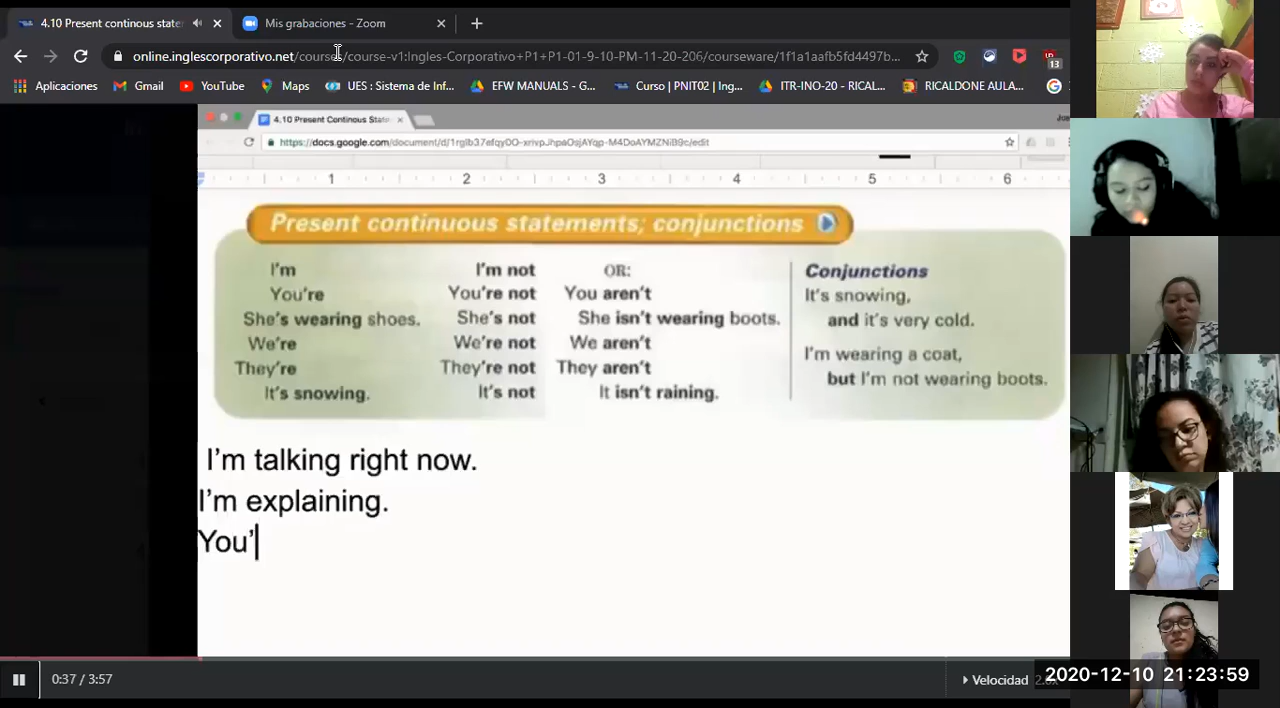 4.10 Present continuous stater
Mis grabaciones - Zoom
online.inglescorporativo.net/courses/course-v1:Ingles-Corporativo+P1+P1-01-9-10-PM-11-20-206/courseware/1f1a1aafb5fd4497b...
13
Aplicaciones
Gmail
YouTube
Maps
UES : Sistema de Inf...
EFW MANUALS - G...
Curso | PNIT02 | Ing...
ITR-INO-20 - RICAL...
RICALDONE AULA...
4.10 Present Continous State
1 2 3 4 5 6
Present continuous statements; conjunctions
I'm I'm not OR:
You're You're not You aren't
She's wearing shoes. She's not She isn't wearing boots.
We're We're not We aren't
They're They're not They aren't
It's snowing. It's not It isn't raining.
Conjunctions
It's snowing,
and it's very cold.
I'm wearing a coat,
but I'm not wearing boots.
I'm talking right now.
I'm explaining.
You'
0:37 / 3:57
Velocidad 2.0x
2020-12-10 21:23:59